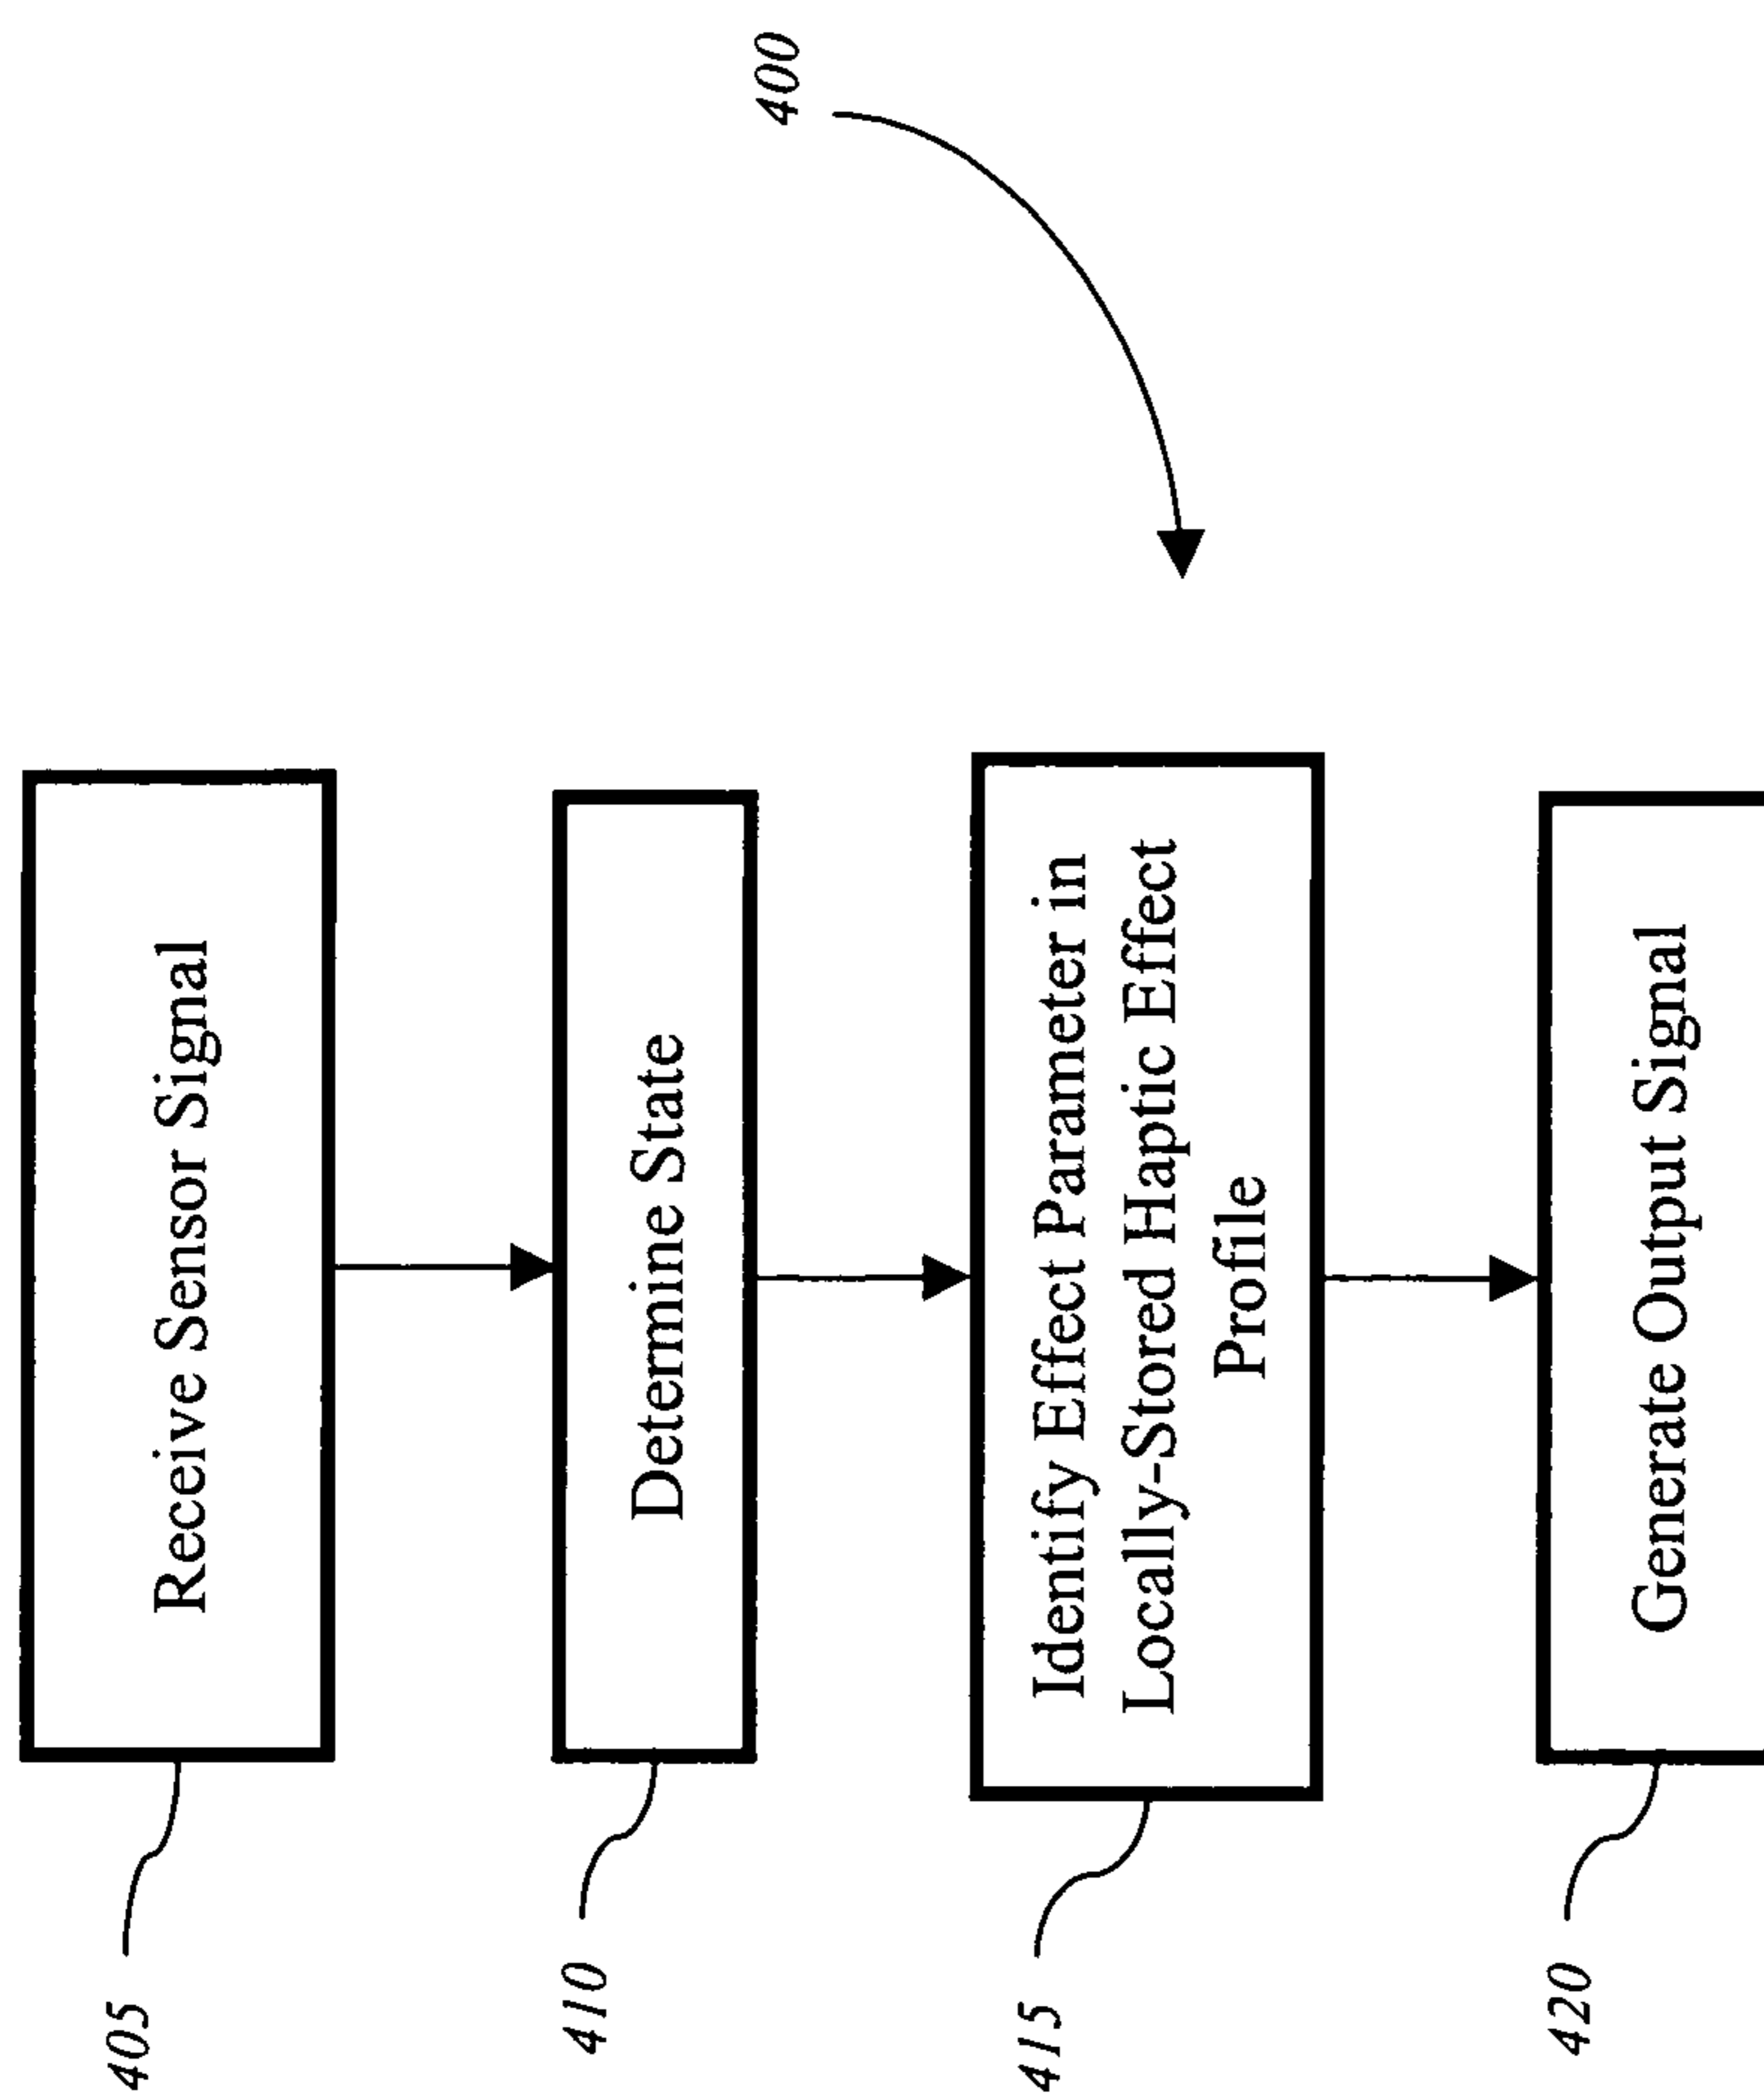 400
405
Receive Sensor Signal
410
Determine State
415
Identify Effect Parameter in
Locally-Stored Haptic Effect
Profile
420
Generate Output Signal